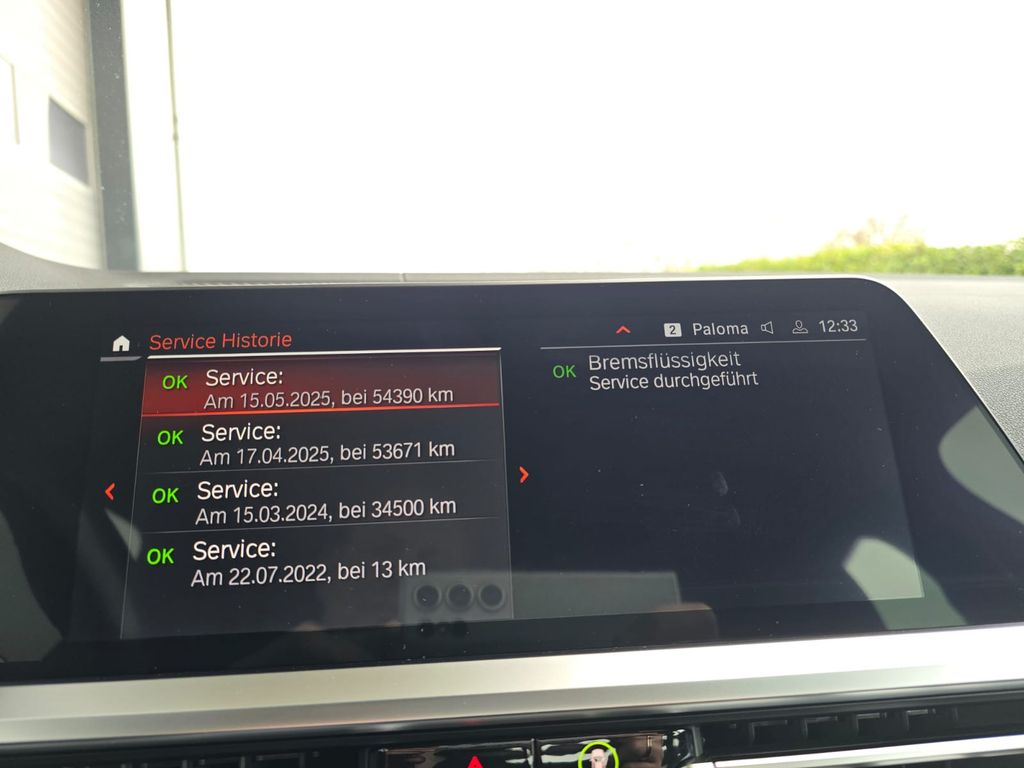 Service Historie
2 Paloma 12:33
OK Service:
Am 15.05.2025, bei 54390 km
OK Service:
Am 17.04.2025, bei 53671 km
OK Service:
Am 15.03.2024, bei 34500 km
OK Service:
Am 22.07.2022, bei 13 km
OK Bremsflüssigkeit
Service durchgeführt